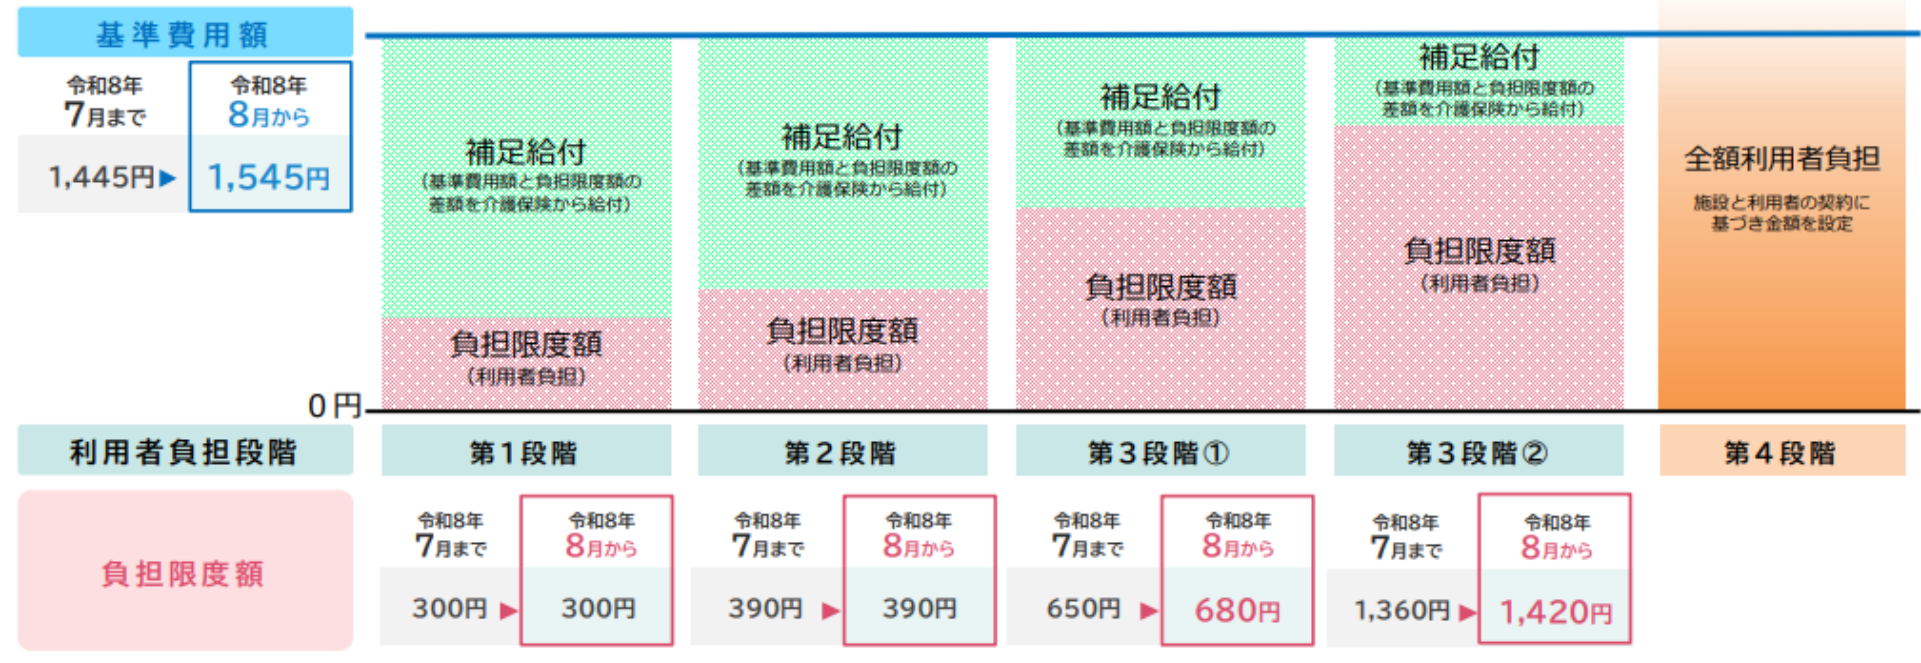 基準費用額
令和8年
7月まで
令和8年
8月から
1,445円▶
1,545円
補足給付
（基準費用額と負担限度額の
差額を介護保険から給付）
負担限度額
（利用者負担）
補足給付
（基準費用額と負担限度額の
差額を介護保険から給付）
負担限度額
（利用者負担）
補足給付
（基準費用額と負担限度額の
差額を介護保険から給付）
負担限度額
（利用者負担）
補足給付
（基準費用額と負担限度額の
差額を介護保険から給付）
負担限度額
（利用者負担）
全額利用者負担
施設と利用者の契約に
基づき金額を設定
0円
利用者負担段階
第1段階
第2段階
第3段階①
第3段階②
第4段階
負担限度額
令和8年
7月まで
令和8年
8月から
300円 ▶
300円
令和8年
7月まで
令和8年
8月から
390円 ▶
390円
令和8年
7月まで
令和8年
8月から
650円 ▶
680円
令和8年
7月まで
令和8年
8月から
1,360円 ▶
1,420円